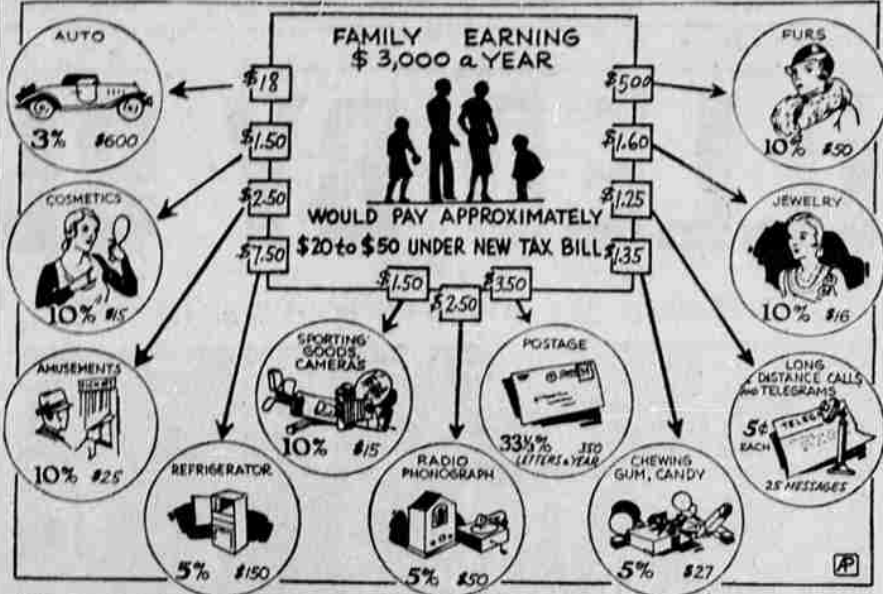 FAMILY EARNING
$3,000 a YEAR
WOULD PAY APPROXIMATELY
$20 to $50 UNDER NEW TAX BILL
$18
$1.50
$2.50
$7.50
$1.50
$2.50
$3.50
$5.00
$1.60
$1.25
$1.35
AUTO
3% $600
COSMETICS
10% $15
AMUSEMENTS
10% $25
REFRIGERATOR
5% $150
SPORTING
GOODS,
CAMERAS
10% $15
RADIO
PHONOGRAPH
5% $50
POSTAGE
33⅓% 350
LETTERS a YEAR
CHEWING
GUM, CANDY
5% $27
LONG
DISTANCE CALLS
and TELEGRAMS
5¢
EACH
TELEG
25 MESSAGES
JEWELRY
10% $16
FURS
10% $50
AP